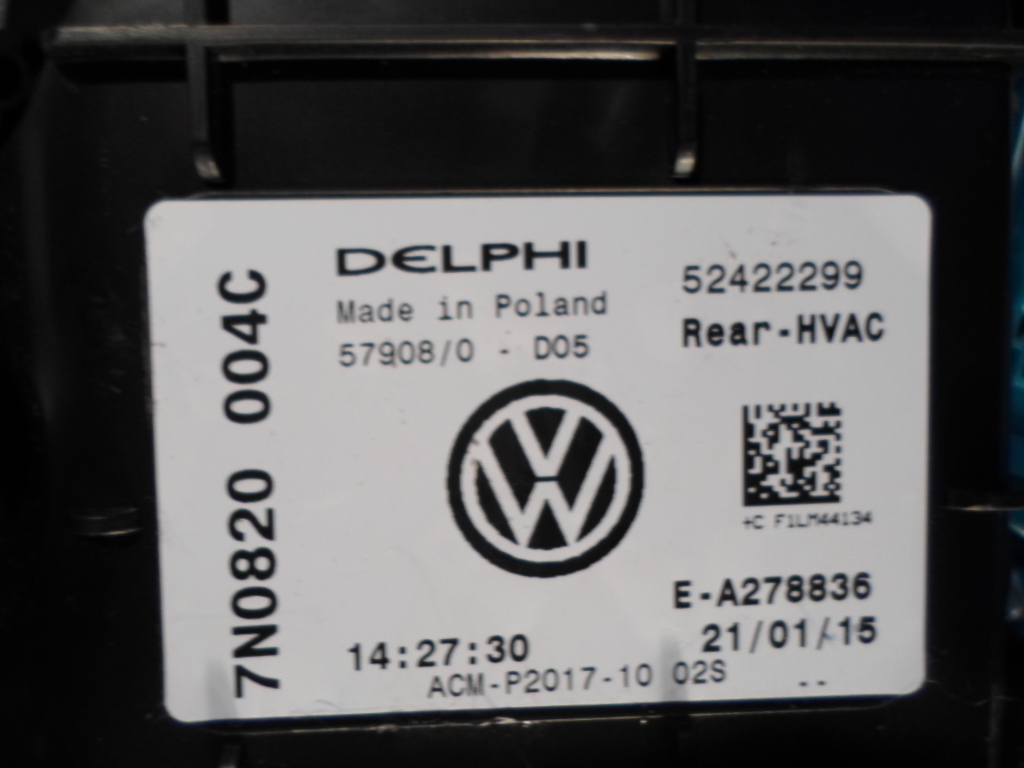 DELPHI
Made in Poland
57908/0 - D05
52422299
Rear-HVAC
7N0820 004C
+C F1LM44134
E-A278836
21/01/15
14:27:30
ACM-P2017-10 02S --